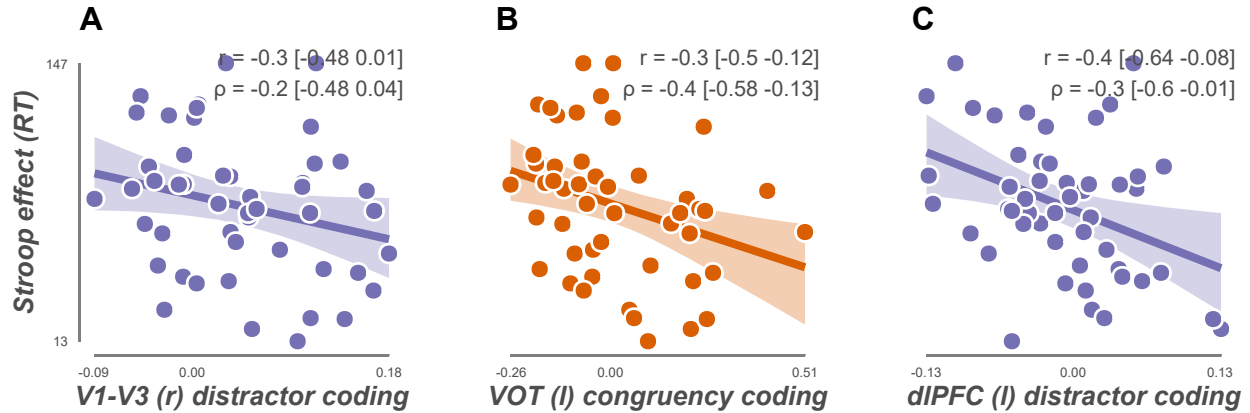 A
B
C
r = -0.3 [-0.48 0.01]
ρ = -0.2 [-0.48 0.04]
r = -0.3 [-0.5 -0.12]
ρ = -0.4 [-0.58 -0.13]
r = -0.4 [-0.64 -0.08]
ρ = -0.3 [-0.6 -0.01]
Stroop effect (RT)
147
13
-0.09 0.00 0.18
-0.26 0.00 0.51
-0.13 0.00 0.13
V1-V3 (r) distractor coding
VOT (l) congruency coding
dlPFC (l) distractor coding